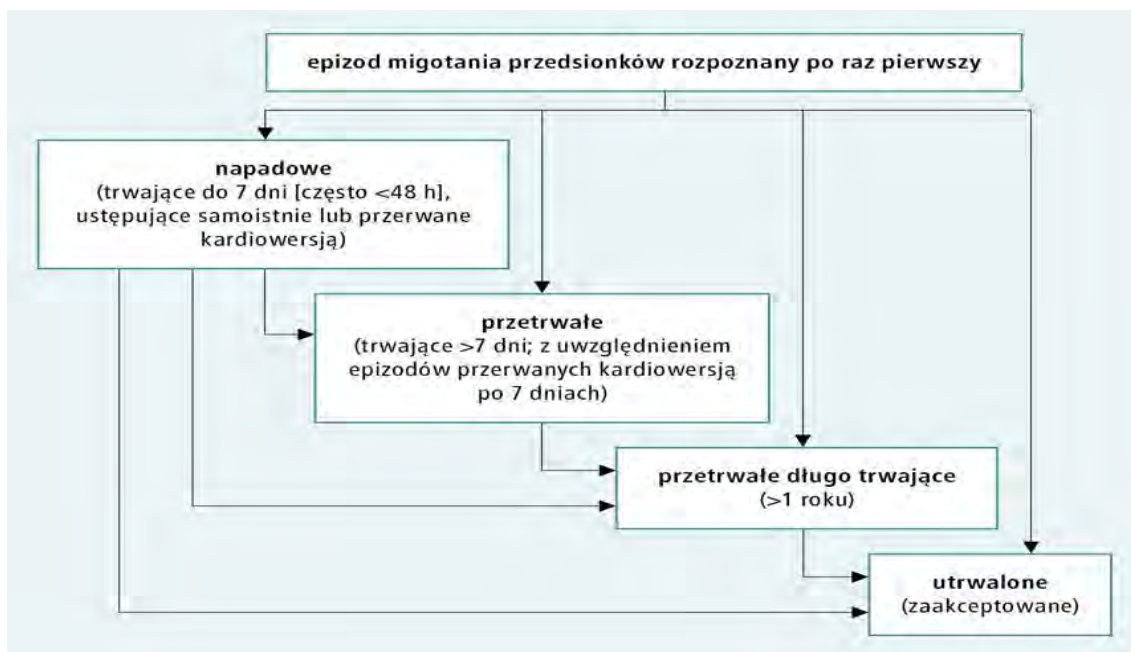 epizod migotania przedsionków rozpoznany po raz pierwszy
napadowe
(trwające do 7 dni [często <48 h],
ustępujące samoistnie lub przerwane
kardiowersją)
przetrwałe
(trwające >7 dni; z uwzględnieniem
epizodów przerwanych kardiowersją
po 7 dniach)
przetrwałe długo trwające
(>1 roku)
utrwalone
(zaakceptowane)